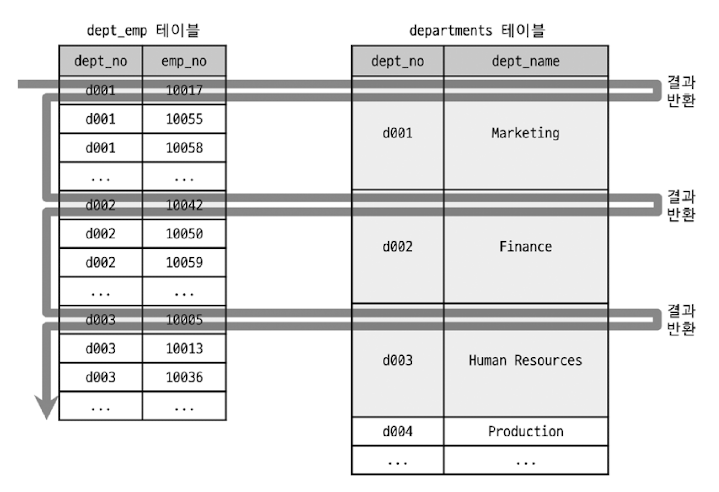 dept_emp 테이블
dept_no emp_no
d001 10017
d001 10055
d001 10058
... ...
d002 10042
d002 10050
d002 10059
... ...
d003 10005
d003 10013
d003 10036
... ...
departments 테이블
dept_no dept_name
d001 Marketing
d002 Finance
d003 Human Resources
d004 Production
... ...
결과
반환
결과
반환
결과
반환